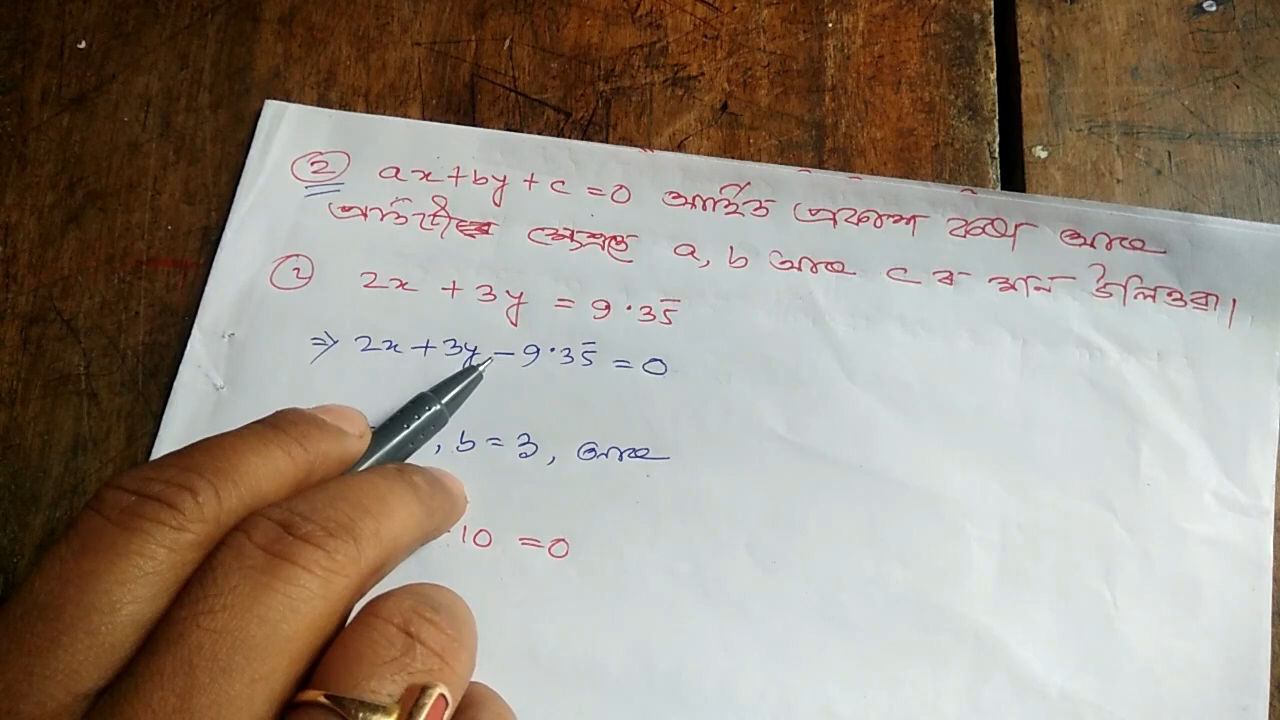 ② ax+by+c=0 আৰ্হিত প্ৰকাশ কৰা আৰু
প্ৰতিটোৰ ক্ষেত্ৰত a, b আৰু c ৰ মান উলিওৱা।
① 2x + 3y = 9.35̅
⇒ 2x+3y-9.35̅ = 0
, b = 3, আৰু
10 = 0